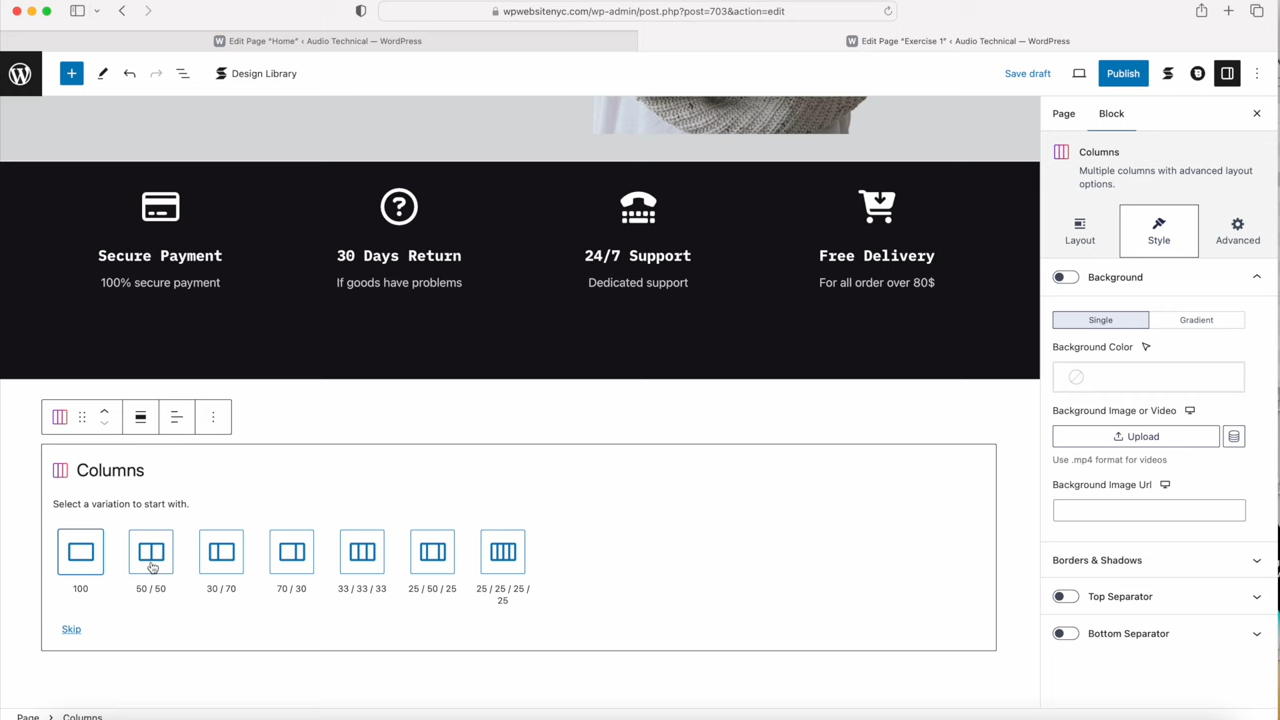 wpwebsitenyc.com/wp-admin/post.php?post=703&action=edit
Edit Page “Home” ‹ Audio Technical — WordPress
Edit Page “Exercise 1” ‹ Audio Technical — WordPress
Design Library
Save draft
Publish
Page
Block
Columns
Multiple columns with advanced layout
options.
Layout
Style
Advanced
Secure Payment
30 Days Return
24/7 Support
Free Delivery
100% secure payment
If goods have problems
Dedicated support
For all order over 80$
Background
Single
Gradient
Background Color
Background Image or Video
Upload
Use .mp4 format for videos
Background Image Url
Borders & Shadows
Top Separator
Bottom Separator
Columns
Select a variation to start with.
100
50 / 50
30 / 70
70 / 30
33 / 33 / 33
25 / 50 / 25
25 / 25 / 25 /
25
Skip
Page
Columns